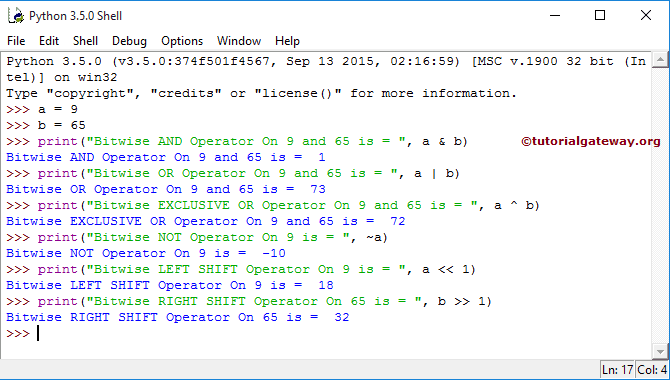 Python 3.5.0 Shell
File Edit Shell Debug Options Window Help
Python 3.5.0 (v3.5.0:374f501f4567, Sep 13 2015, 02:16:59) [MSC v.1900 32 bit (In
tel)] on win32
Type "copyright", "credits" or "license()" for more information.
>>> a = 9
>>> b = 65
>>> print("Bitwise AND Operator On 9 and 65 is = ", a & b) ©tutorialgateway.org
Bitwise AND Operator On 9 and 65 is =  1
>>> print("Bitwise OR Operator On 9 and 65 is = ", a | b)
Bitwise OR Operator On 9 and 65 is =  73
>>> print("Bitwise EXCLUSIVE OR Operator On 9 and 65 is = ", a ^ b)
Bitwise EXCLUSIVE OR Operator On 9 and 65 is =  72
>>> print("Bitwise NOT Operator On 9 is = ", ~a)
Bitwise NOT Operator On 9 is =  -10
>>> print("Bitwise LEFT SHIFT Operator On 9 is = ", a << 1)
Bitwise LEFT SHIFT Operator On 9 is =  18
>>> print("Bitwise RIGHT SHIFT Operator On 65 is = ", b >> 1)
Bitwise RIGHT SHIFT Operator On 65 is =  32
>>>
Ln: 17 Col: 4